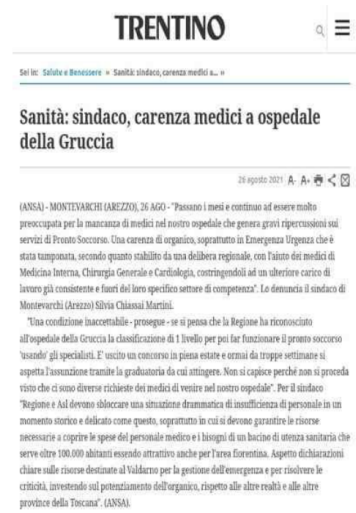 TRENTINO
Sei in: Salute e Benessere » Sanità: sindaco, carenza medici a... »
Sanità: sindaco, carenza medici a ospedale
della Gruccia
26 agosto 2021 A- A+
(ANSA) - MONTEVARCHI (AREZZO), 26 AGO - "Passano i mesi e continuo ad essere molto
preoccupata per la mancanza di medici nel nostro ospedale che genera gravi ripercussioni sui
servizi di Pronto Soccorso. Una carenza di organico, soprattutto in Emergenza Urgenza che è
stata tamponata, secondo quanto stabilito da una delibera regionale, con l'aiuto dei medici di
Medicina Interna, Chirurgia Generale e Cardiologia, costringendoli ad un ulteriore carico di
lavoro già consistente e fuori del loro specifico settore di competenza". Lo denuncia il sindaco di
Montevarchi (Arezzo) Silvia Chiassai Martini.
"Una condizione inaccettabile - prosegue - se si pensa che la Regione ha riconosciuto
all'ospedale della Gruccia la classificazione di 1 livello per poi far funzionare il pronto soccorso
'usando' gli specialisti. E' uscito un concorso in piena estate e ormai da troppe settimane si
aspetta l'assunzione tramite la graduatoria da cui attingere. Non si capisce perché non si proceda
visto che ci sono diverse richieste dei medici di venire nel nostro ospedale". Per il sindaco
"Regione e Asl devono sbloccare una situazione drammatica di insufficienza di personale in un
momento storico e delicato come questo, soprattutto in cui si devono garantire le risorse
necessarie a coprire le spese del personale medico e i bisogni di un bacino di utenza sanitaria che
serve oltre 100.000 abitanti essendo attrattivo anche per l'area fiorentina. Aspetto dichiarazioni
chiare sulle risorse destinate al Valdarno per la gestione dell'emergenza e per risolvere le
criticità, investendo sul potenziamento dell'organico, rispetto alle altre realtà e alle altre
province della Toscana". (ANSA).